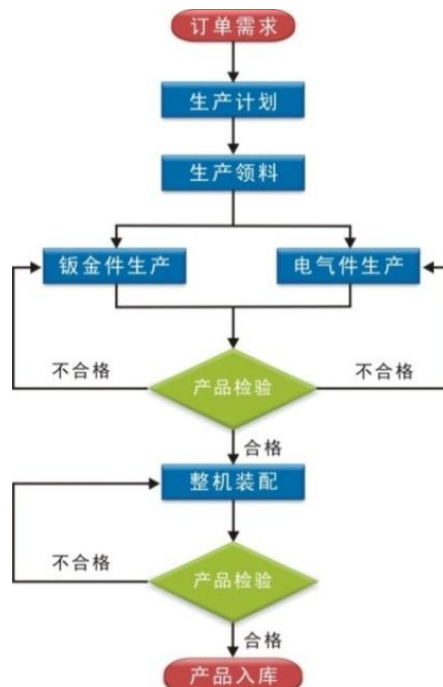 订单需求
生产计划
生产领料
钣金件生产
电气件生产
不合格
产品检验
不合格
合格
整机装配
不合格
产品检验
合格
产品入库